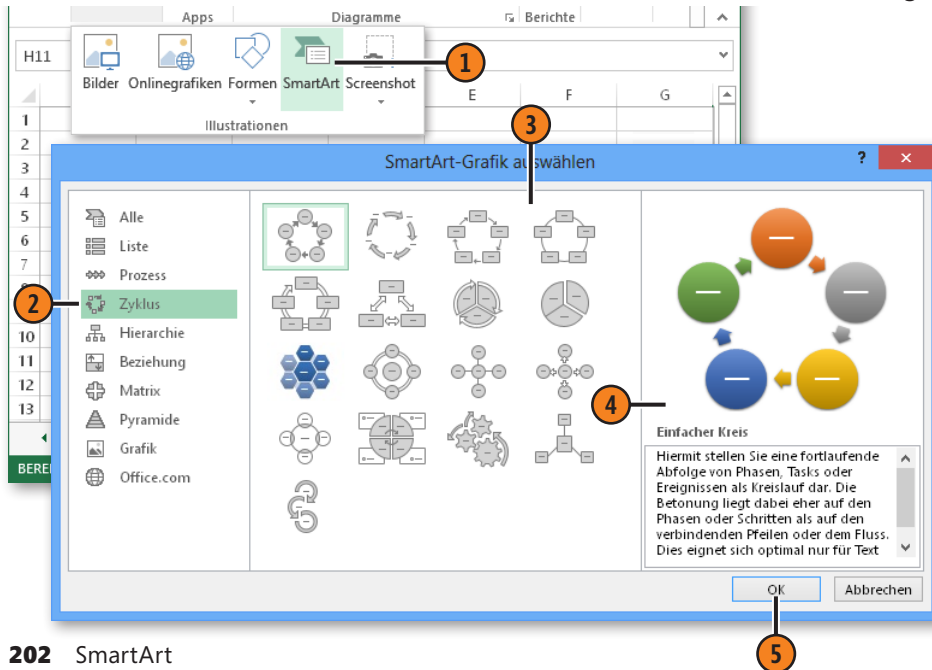 Apps Diagramme Berichte
H11
Bilder Onlinegrafiken Formen SmartArt Screenshot
1
Illustrationen
E F G
1
2
3
4
5
6
7
10
11
12
13
3
SmartArt-Grafik auswählen ?
Alle
Liste
Prozess
2 Zyklus
Hierarchie
Beziehung
Matrix
Pyramide
Grafik
Office.com
4
Einfacher Kreis
Hiermit stellen Sie eine fortlaufende
Abfolge von Phasen, Tasks oder
Ereignissen als Kreislauf dar. Die
Betonung liegt dabei eher auf den
Phasen oder Schritten als auf den
verbindenden Pfeilen oder dem Fluss.
Dies eignet sich optimal nur für Text
OK Abbrechen
5
202 SmartArt